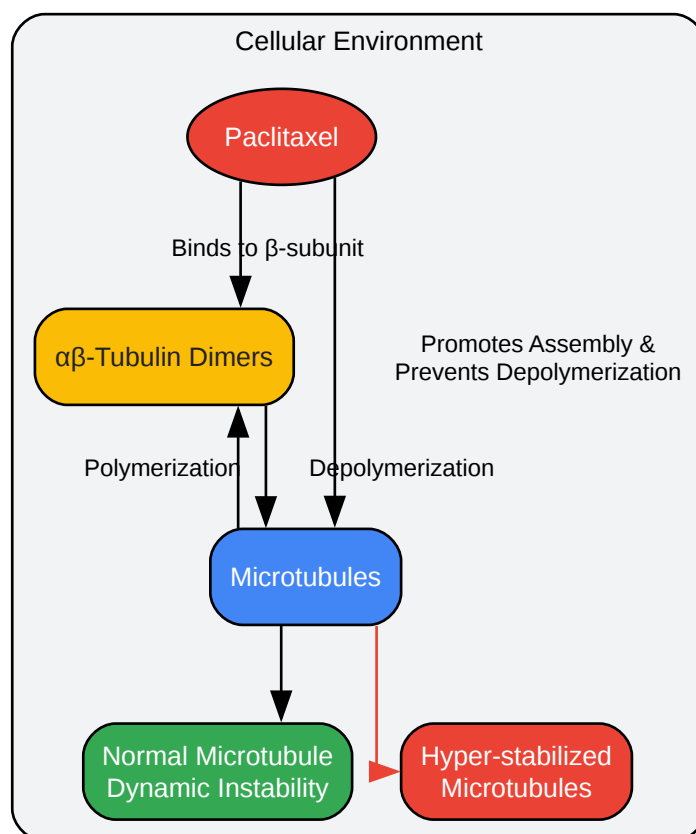 Cellular Environment
Paclitaxel
Binds to β-subunit
αβ-Tubulin Dimers
Promotes Assembly &
Prevents Depolymerization
Polymerization
Depolymerization
Microtubules
Normal Microtubule
Dynamic Instability
Hyper-stabilized
Microtubules